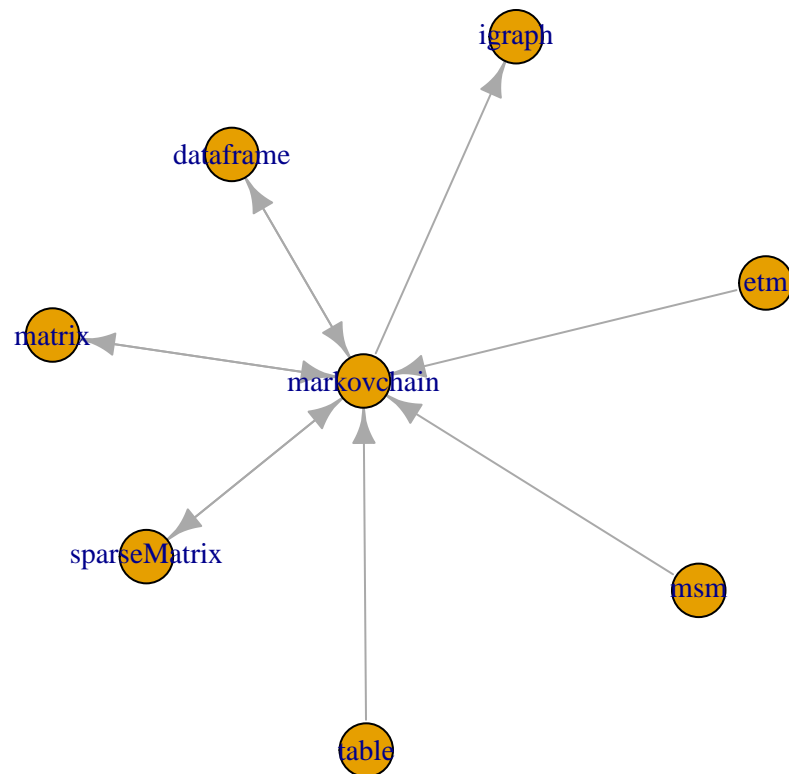 igraph
dataframe
etm
matrix
markovchain
sparseMatrix
msm
table